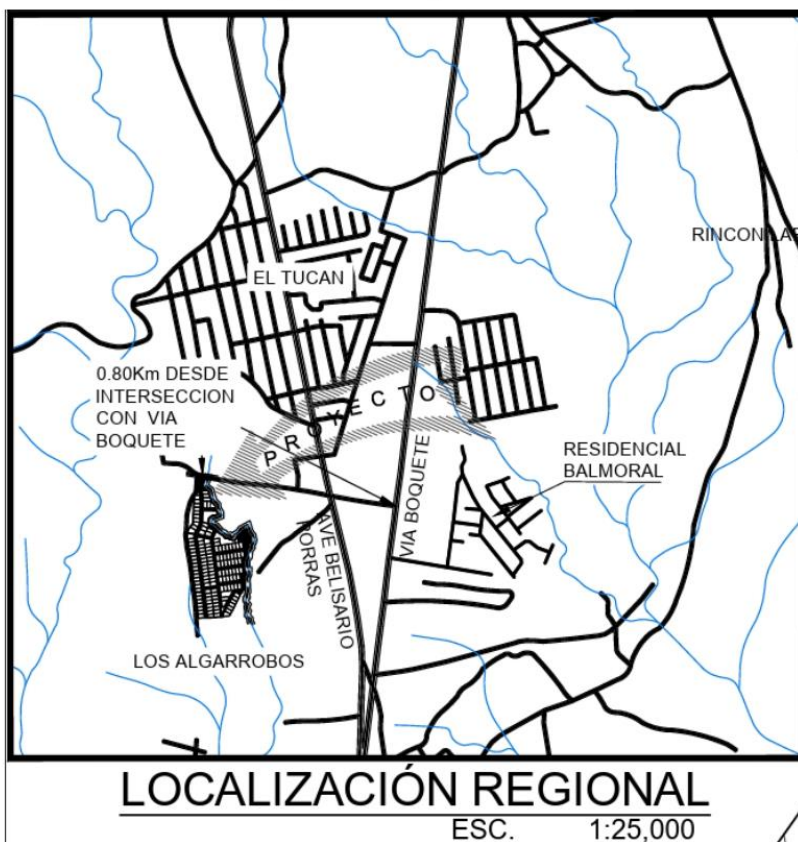 RINCON LAR
EL TUCAN
0.80Km DESDE
INTERSECCION
CON VIA
BOQUETE
PROYECTO
RESIDENCIAL
BALMORAL
VIA BOQUETE
AVE BELISARIO
PORRAS
LOS ALGARROBOS
LOCALIZACIÓN REGIONAL
ESC. 1:25,000